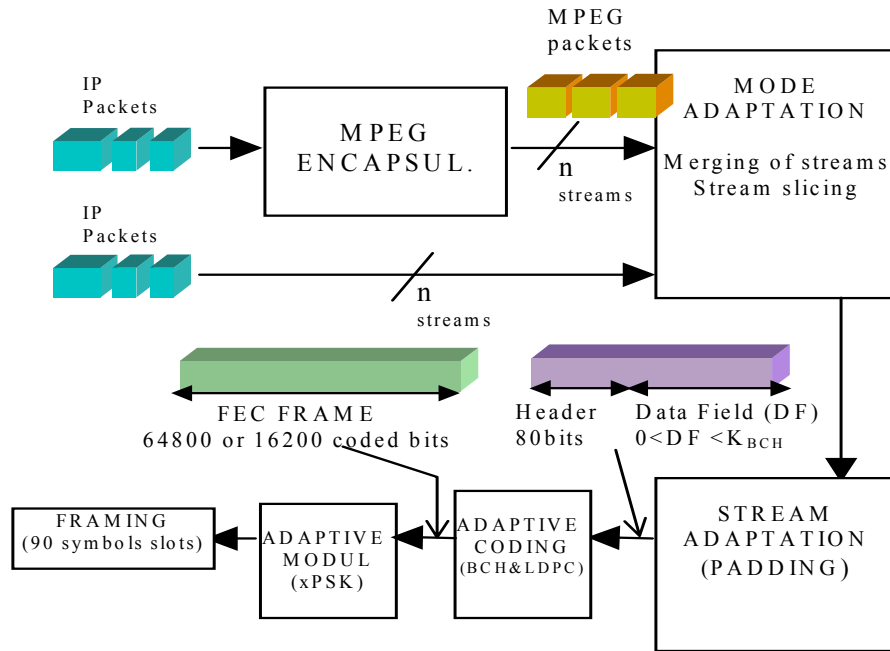 MPEG
packets
IP
Packets
MPEG
ENCAPSUL.
n
streams
MODE
ADAPTATION
Merging of streams
Stream slicing
IP
Packets
n
streams
FEC FRAME
64800 or 16200 coded bits
Header
80bits
Data Field (DF)
0<DF <K_BCH
FRAMING
(90 symbols slots)
ADAPTIVE
MODUL
(xPSK)
ADAPTIVE
CODING
(BCH&LDPC)
STREAM
ADAPTATION
(PADDING)